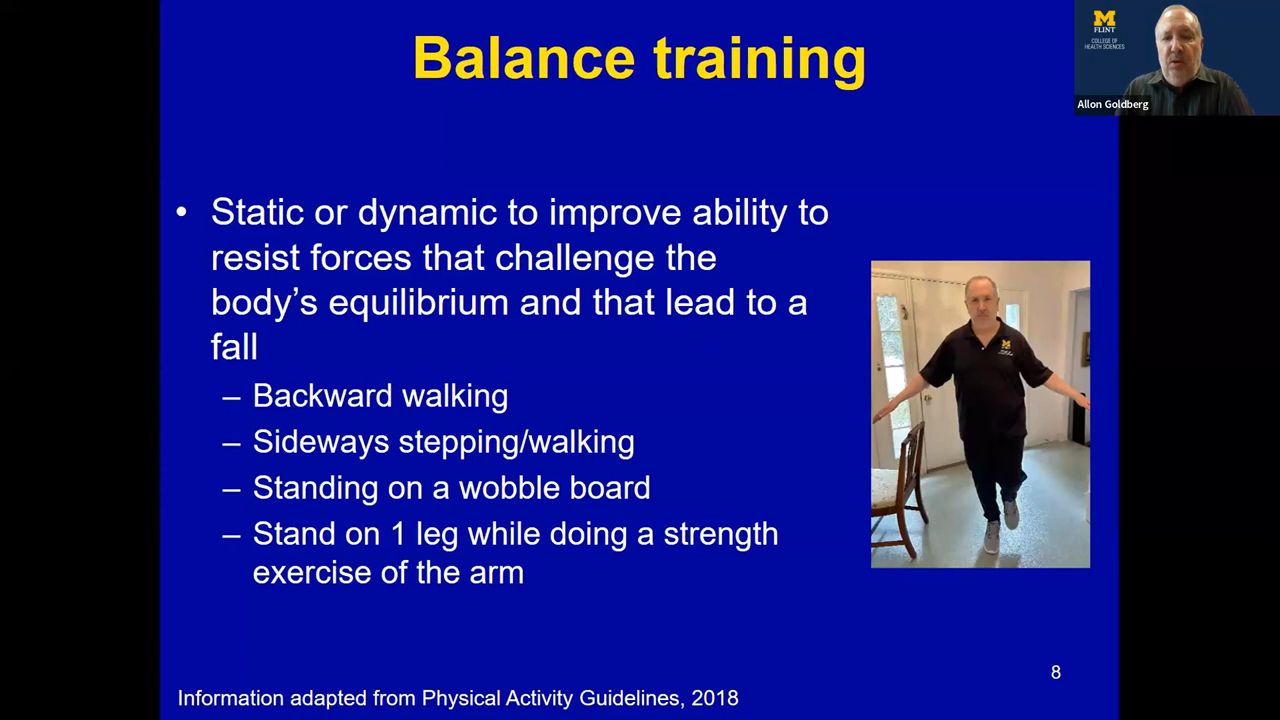 Balance training
M
FLINT
COLLEGE OF
HEALTH SCIENCES
Allon Goldberg
• Static or dynamic to improve ability to
resist forces that challenge the
body’s equilibrium and that lead to a
fall
– Backward walking
– Sideways stepping/walking
– Standing on a wobble board
– Stand on 1 leg while doing a strength
exercise of the arm
M
8
Information adapted from Physical Activity Guidelines, 2018